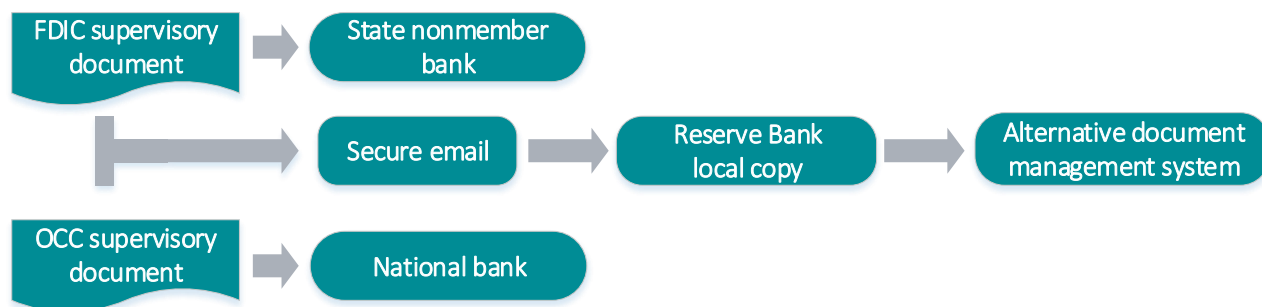 FDIC supervisory
document
State nonmember
bank
Secure email
Reserve Bank
local copy
Alternative document
management system
OCC supervisory
document
National bank